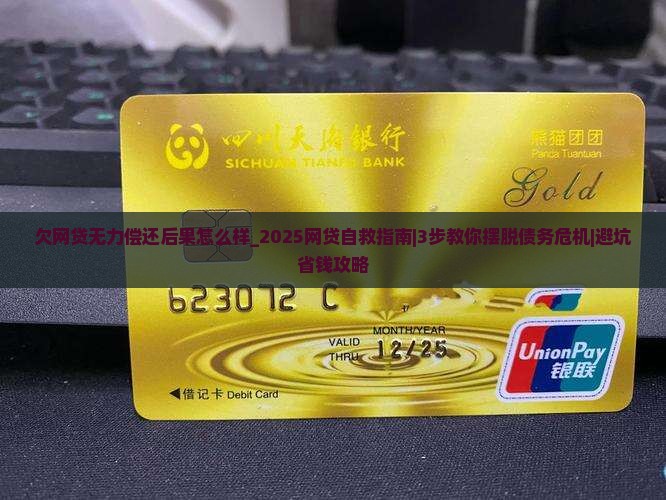 四川天府银行
SICHUAN TIANFU BANK
熊猫团团
Panda Tuantuan
Gold
欠网贷无力偿还后果怎么样_2025网贷自救指南|3步教你摆脱债务危机|避坑
省钱攻略
623072 C
MONTH/YEAR
VALID
THRU 12/25
UnionPay
银联
◀借记卡 Debit Card